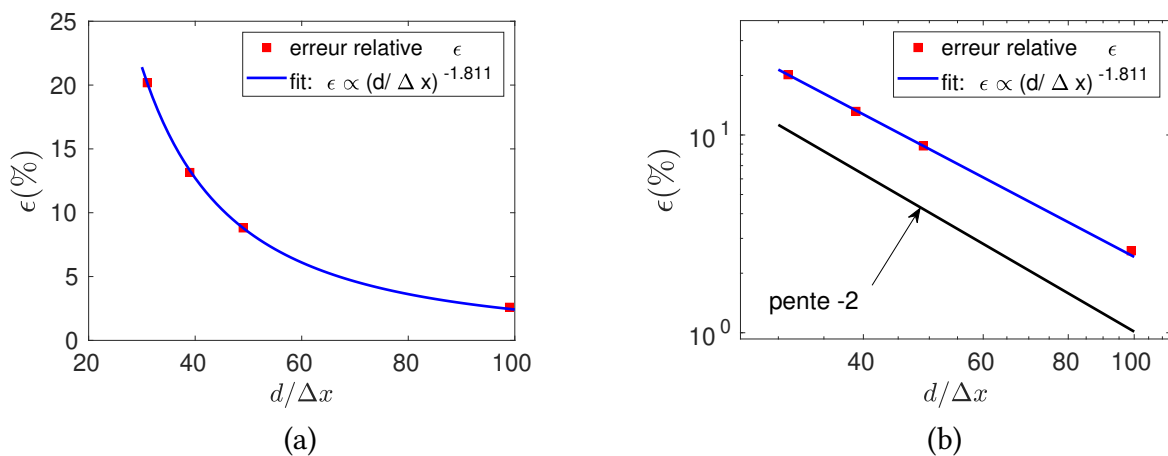 25
20
15
10
5
0
ϵ(%)
erreur relative ϵ
fit: ϵ ∝ (d/ Δ x) -1.811
20 40 60 80 100
d/Δx
(a)
10^1
10^0
ϵ(%)
erreur relative ϵ
fit: ϵ ∝ (d/ Δ x) -1.811
pente -2
40 60 80 100
d/Δx
(b)